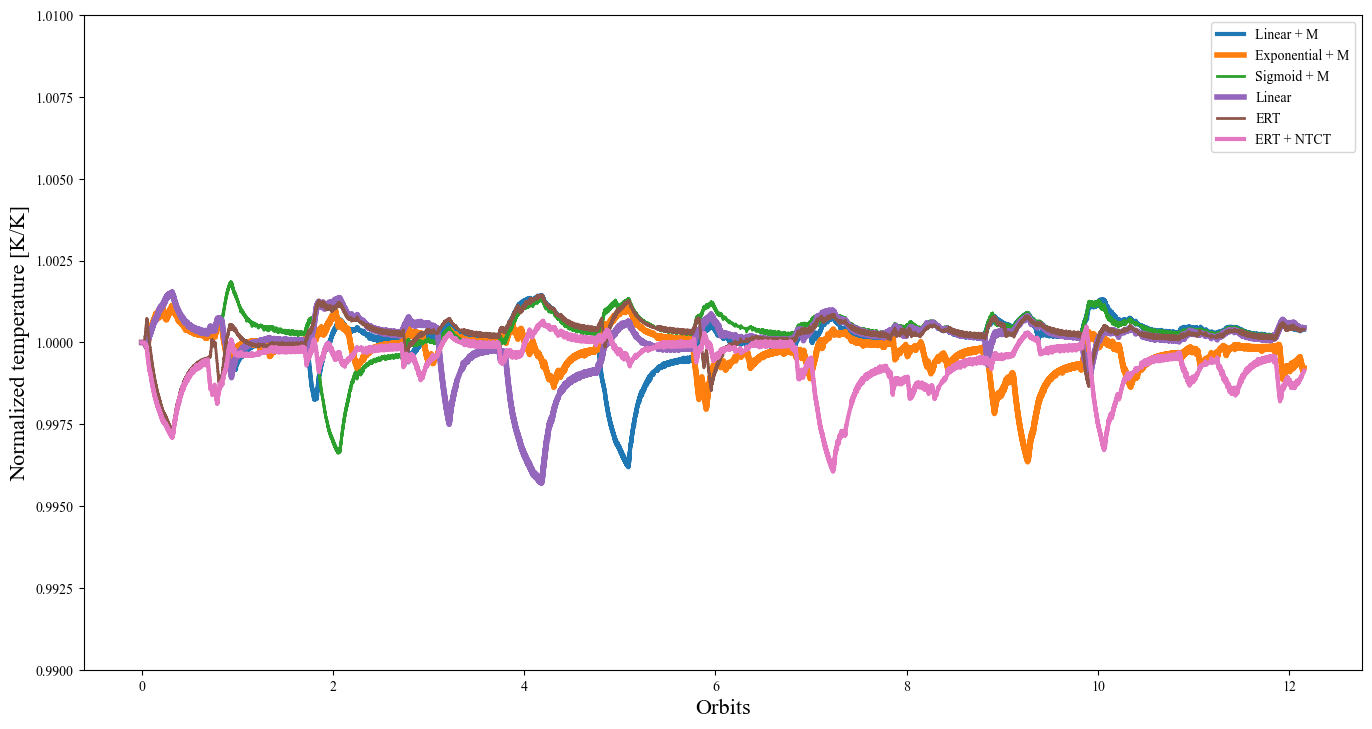 1.0100
1.0075
1.0050
1.0025
1.0000
0.9975
0.9950
0.9925
0.9900
Normalized temperature [K/K]
Linear + M
Exponential + M
Sigmoid + M
Linear
ERT
ERT + NTCT
0 2 4 6 8 10 12
Orbits